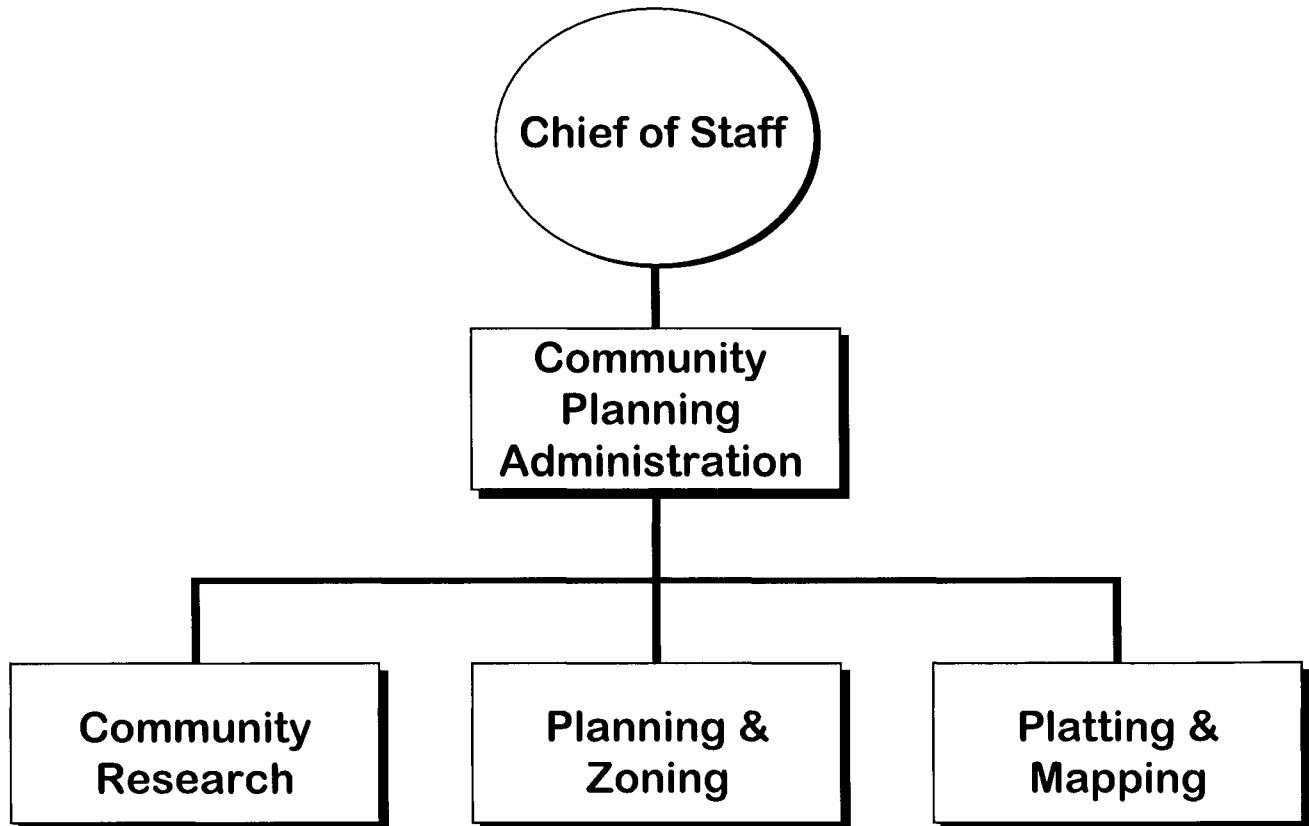 Chief of Staff
Community
Planning
Administration
Community
Research
Planning &
Zoning
Platting &
Mapping